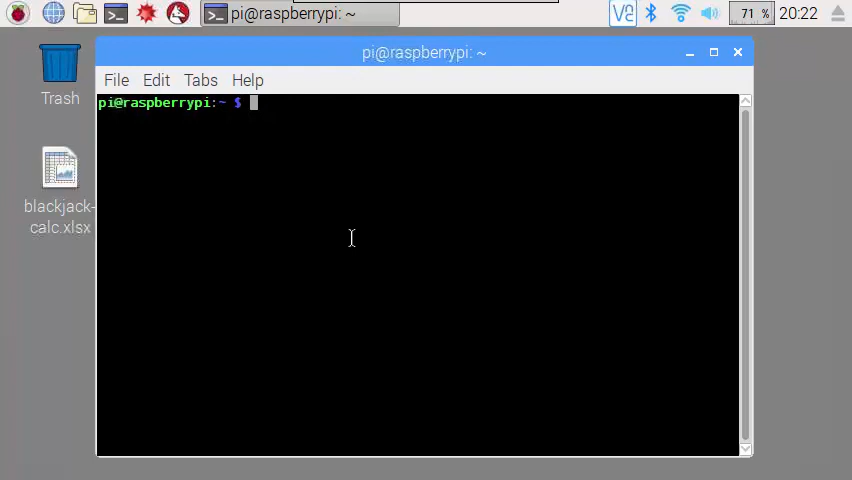 pi@raspberrypi: ~
71 %
20:22
pi@raspberrypi: ~
Trash
File Edit Tabs Help
pi@raspberrypi:~ $
blackjack-
calc.xlsx